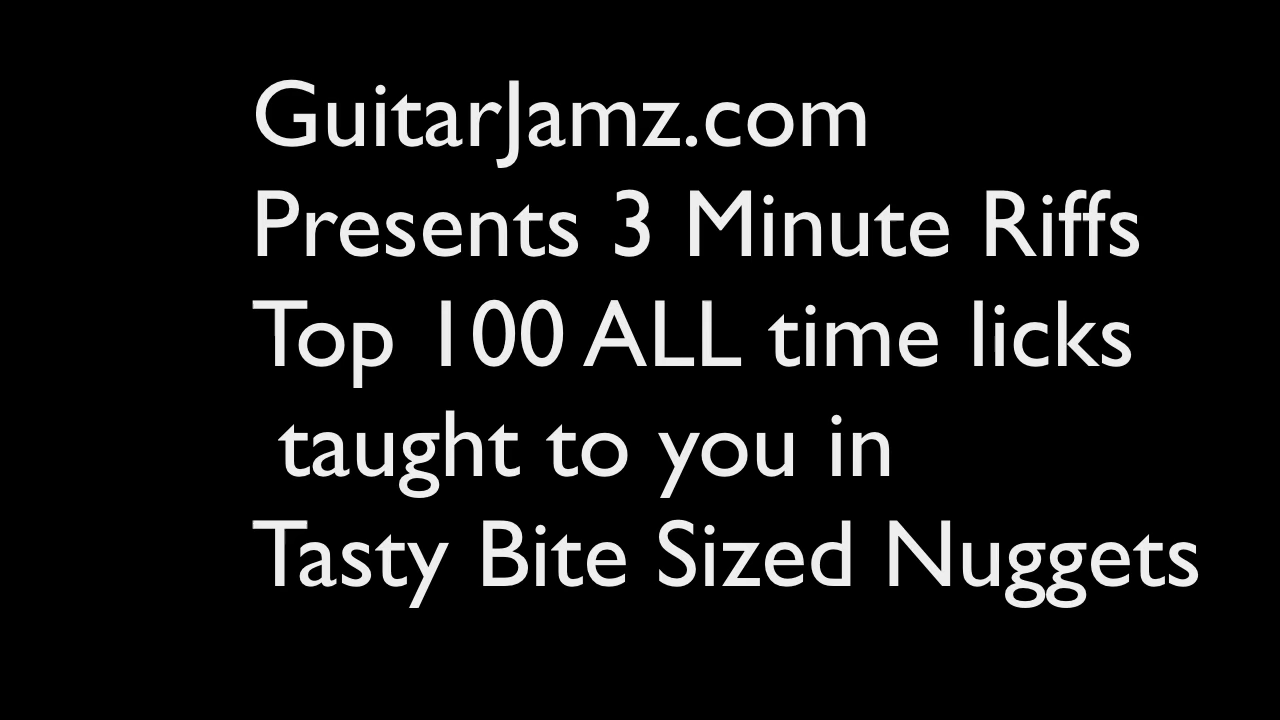 GuitarJamz.com
Presents 3 Minute Riffs
Top 100 ALL time licks
taught to you in
Tasty Bite Sized Nuggets